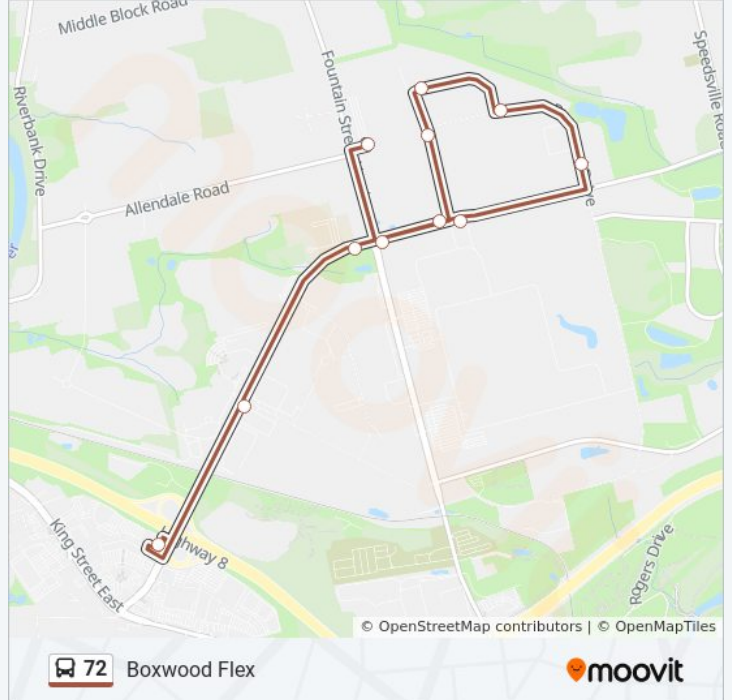 Middle Block Road
Fountain Stre
Speedsville Roa
Riverbank Drive
Allendale Road
King Street East
Highway 8
Rogers Drive
© OpenStreetMap contributors | © OpenMapTiles
72 Boxwood Flex
moovit